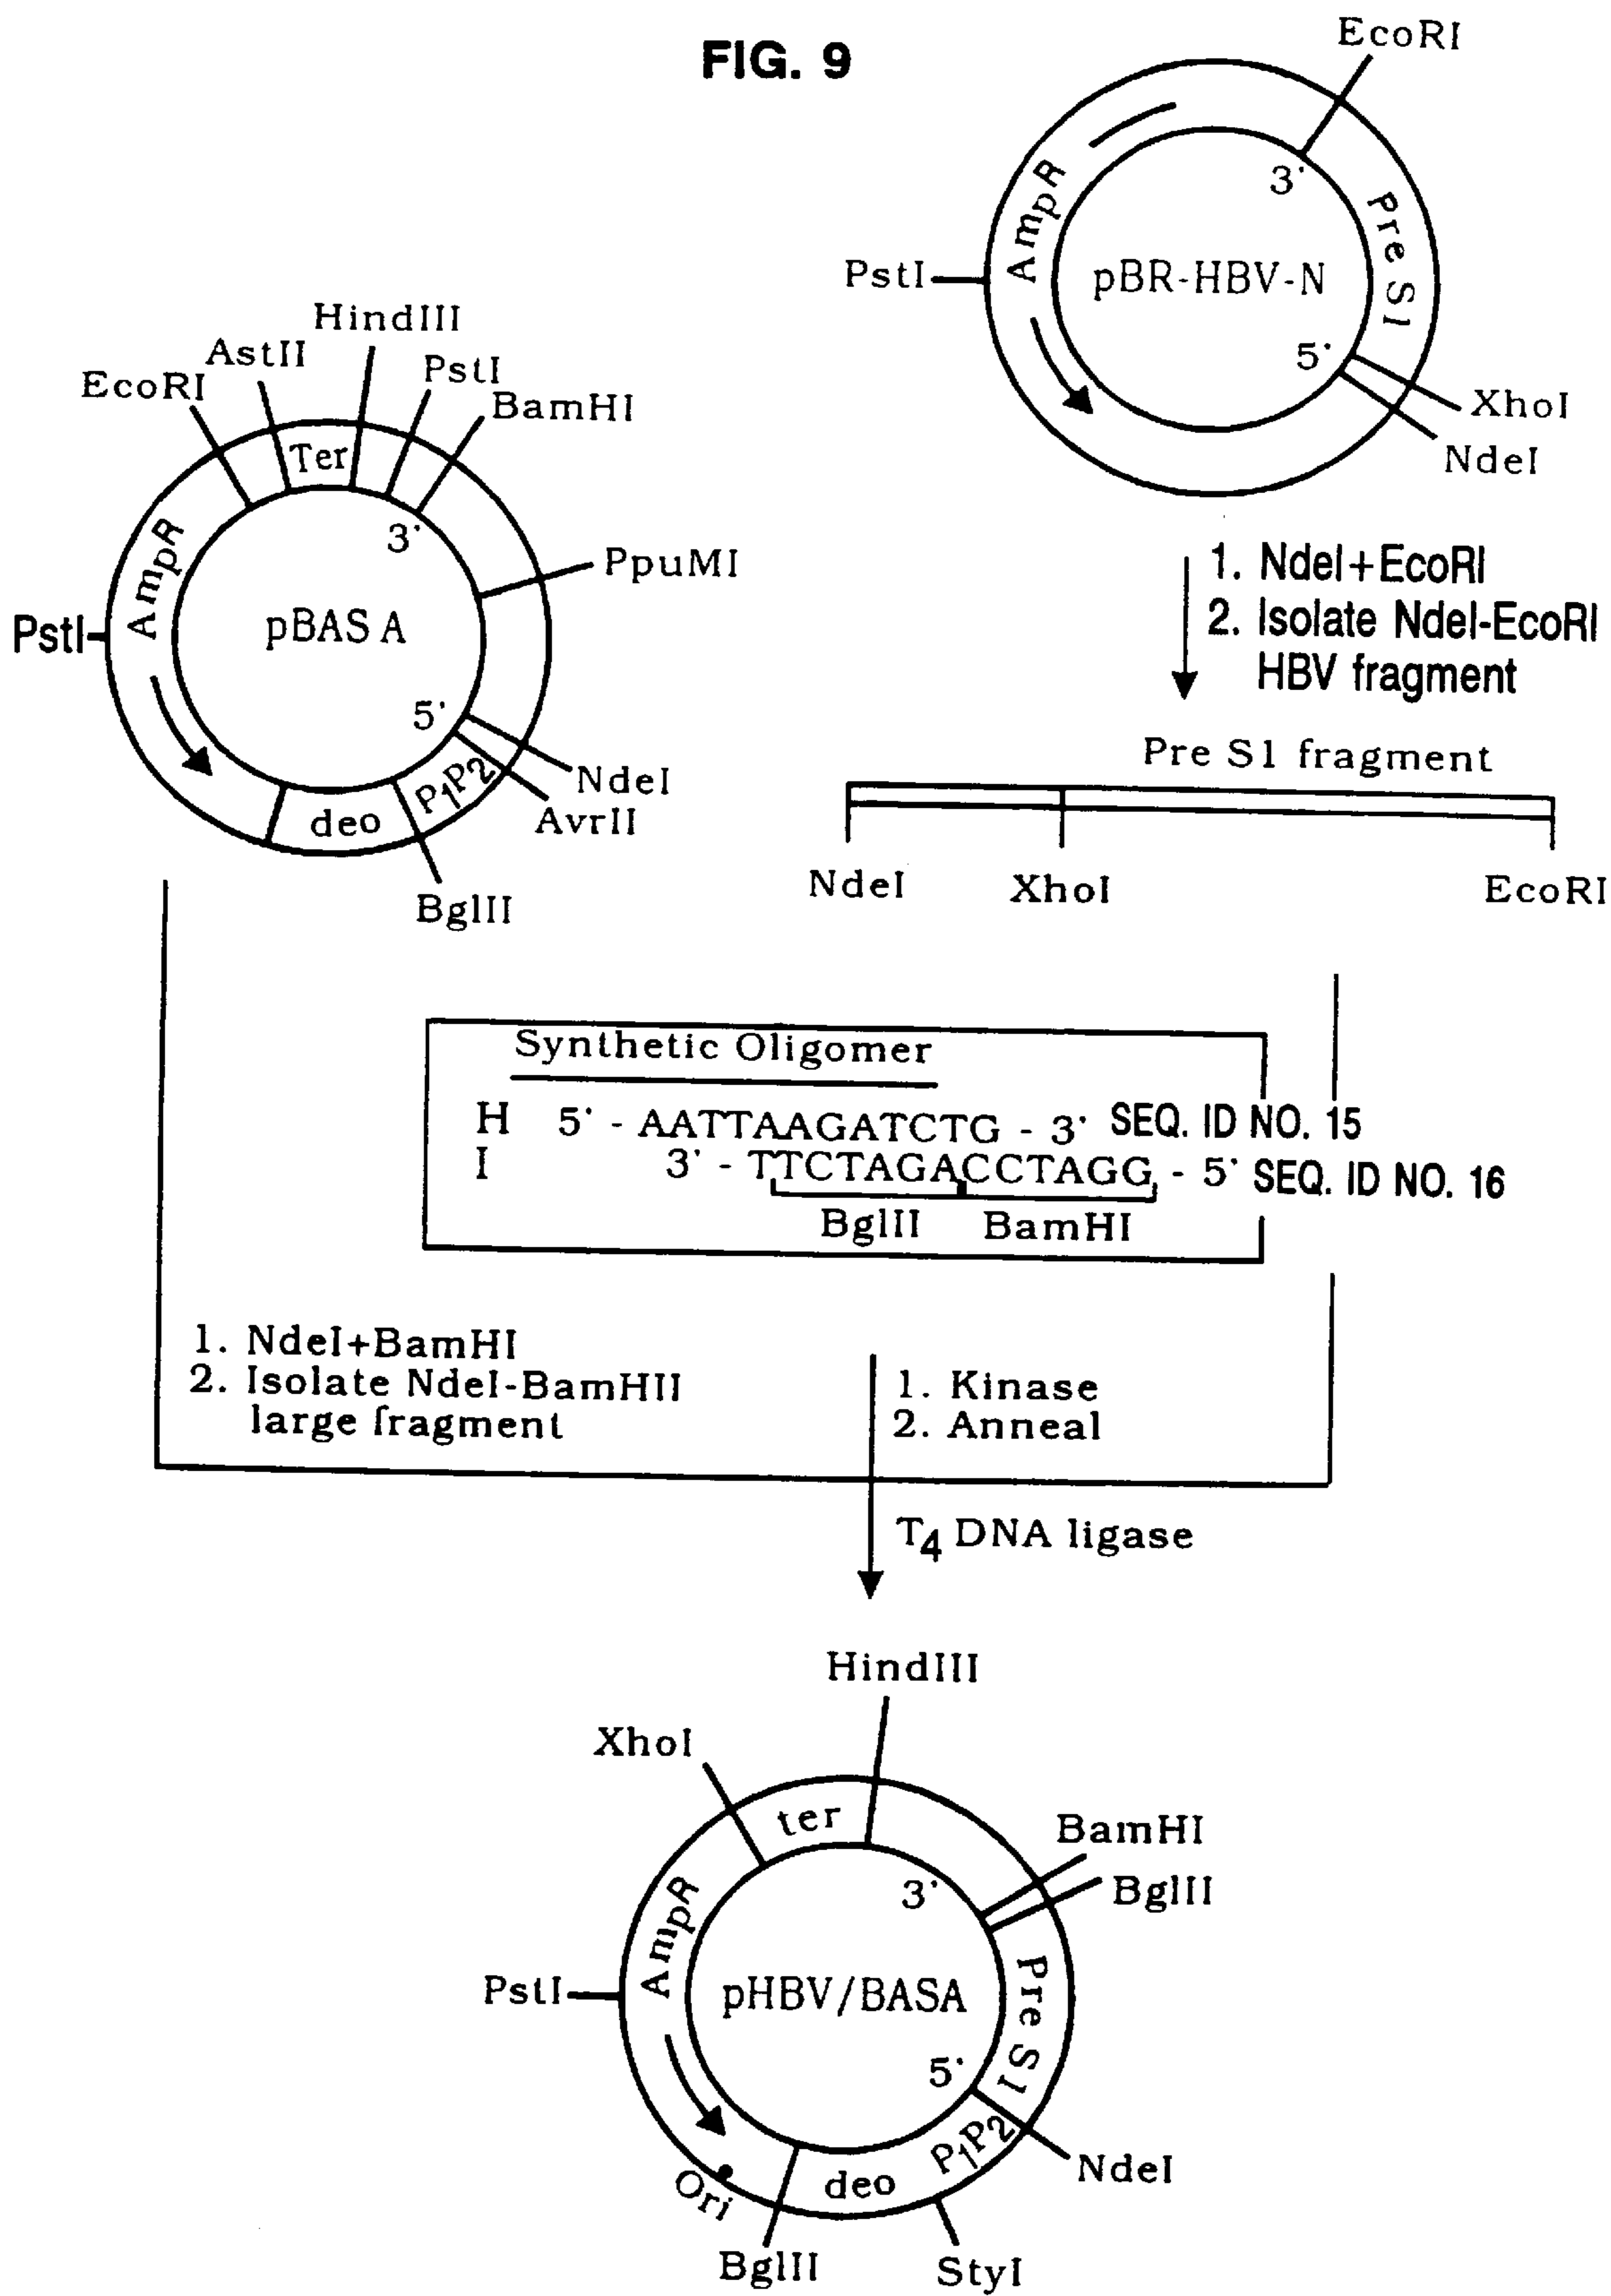 FIG. 9
EcoRI
3'
AmpR
Pre S1
PstI
pBR-HBV-N
5'
XhoI
NdeI
HindIII
AstII
PstI
EcoRI
BamHI
Ter
3'
AmpR
PpuMI
PstI
pBAS A
5'
NdeI
P1P2
AvrII
deo
BglII
1. NdeI+EcoRI
2. Isolate NdeI-EcoRI
HBV fragment
Pre S1 fragment
NdeI XhoI EcoRI
Synthetic Oligomer
H 5' - AATTAAGATCTG - 3' SEQ. ID NO. 15
I 3' - TTCTAGACCTAGG - 5' SEQ. ID NO. 16
BglII BamHI
1. NdeI+BamHI
2. Isolate NdeI-BamHII
large fragment
1. Kinase
2. Anneal
T4 DNA ligase
HindIII
XhoI
ter
BamHI
3'
BglII
AmpR
PstI
pHBV/BASA
Pre S1
5'
P1P2
NdeI
deo
Ori
BglII
StyI